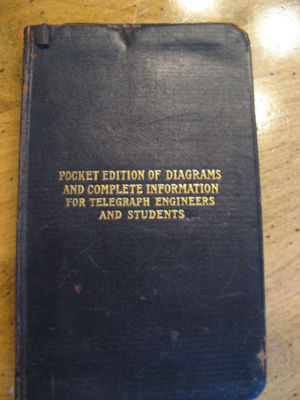 POCKET EDITION OF DIAGRAMS
AND COMPLETE INFORMATION
FOR TELEGRAPH ENGINEERS
AND STUDENTS